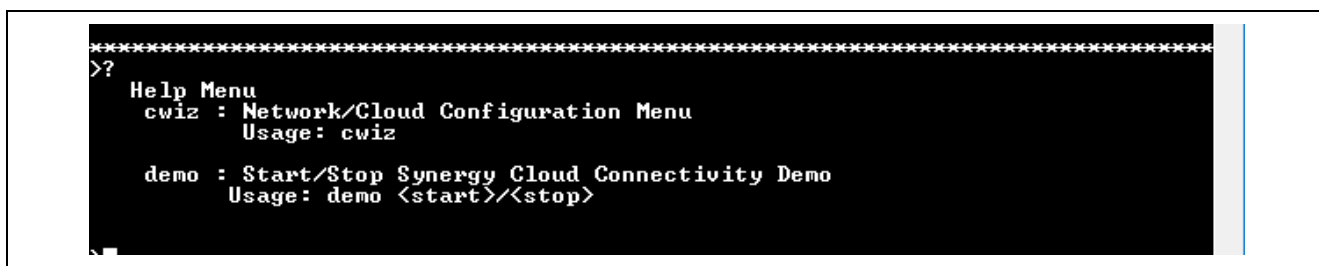 ********************************************************************************
>?
Help Menu
cwiz : Network/Cloud Configuration Menu
Usage: cwiz
demo : Start/Stop Synergy Cloud Connectivity Demo
Usage: demo <start>/<stop>
>